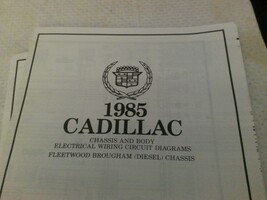 1985
CADILLAC
CHASSIS AND BODY
ELECTRICAL WIRING CIRCUIT DIAGRAMS
FLEETWOOD BROUGHAM (DIESEL) CHASSIS